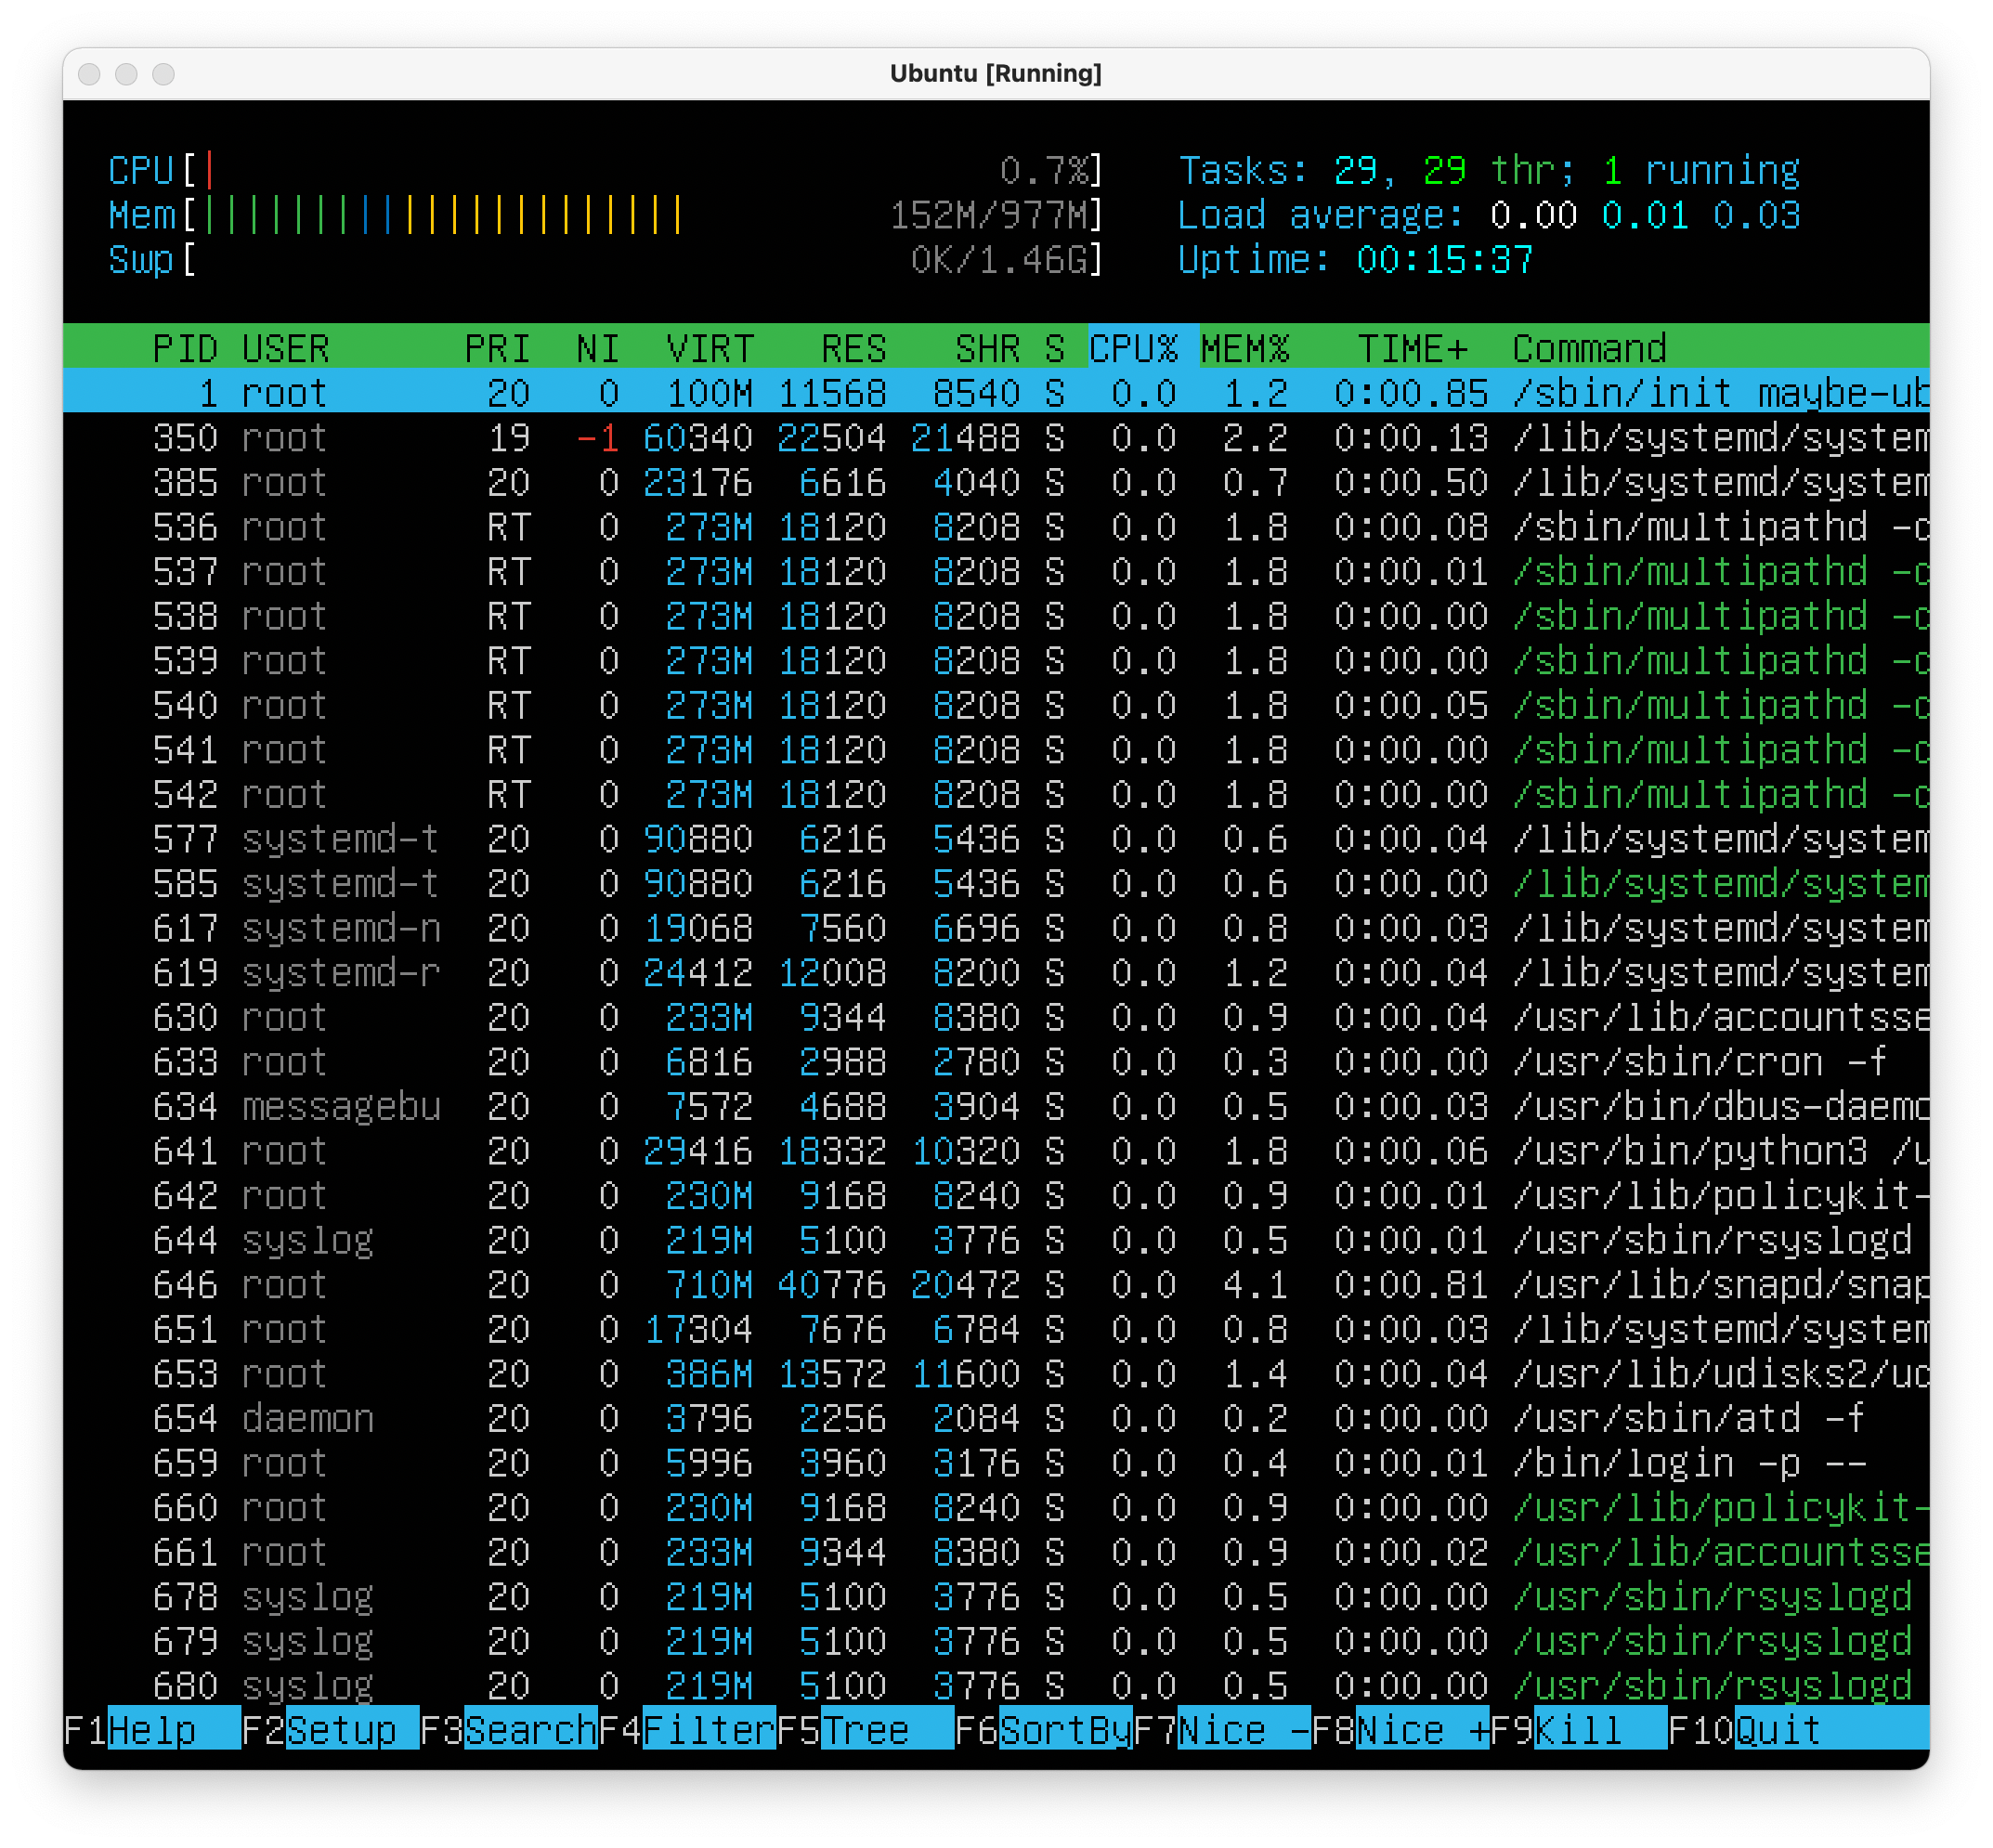 Ubuntu [Running]
CPU[| 0.7%] Tasks: 29, 29 thr; 1 running
Mem[|||||||||||||||||||||| 152M/977M] Load average: 0.00 0.01 0.03
Swp[ 0K/1.46G] Uptime: 00:15:37
PID USER PRI NI VIRT RES SHR S CPU% MEM% TIME+ Command
1 root 20 0 100M 11568 8540 S 0.0 1.2 0:00.85 /sbin/init maybe-ub
350 root 19 -1 60340 22504 21488 S 0.0 2.2 0:00.13 /lib/systemd/system
385 root 20 0 23176 6616 4040 S 0.0 0.7 0:00.50 /lib/systemd/system
536 root RT 0 273M 18120 8208 S 0.0 1.8 0:00.08 /sbin/multipathd -d
537 root RT 0 273M 18120 8208 S 0.0 1.8 0:00.01 /sbin/multipathd -d
538 root RT 0 273M 18120 8208 S 0.0 1.8 0:00.00 /sbin/multipathd -d
539 root RT 0 273M 18120 8208 S 0.0 1.8 0:00.00 /sbin/multipathd -d
540 root RT 0 273M 18120 8208 S 0.0 1.8 0:00.05 /sbin/multipathd -d
541 root RT 0 273M 18120 8208 S 0.0 1.8 0:00.00 /sbin/multipathd -d
542 root RT 0 273M 18120 8208 S 0.0 1.8 0:00.00 /sbin/multipathd -d
577 systemd-t 20 0 90880 6216 5436 S 0.0 0.6 0:00.04 /lib/systemd/system
585 systemd-t 20 0 90880 6216 5436 S 0.0 0.6 0:00.00 /lib/systemd/system
617 systemd-n 20 0 19068 7560 6696 S 0.0 0.8 0:00.03 /lib/systemd/system
619 systemd-r 20 0 24412 12008 8200 S 0.0 1.2 0:00.04 /lib/systemd/system
630 root 20 0 233M 9344 8380 S 0.0 0.9 0:00.04 /usr/lib/accountsse
633 root 20 0 6816 2988 2780 S 0.0 0.3 0:00.00 /usr/sbin/cron -f
634 messagebu 20 0 7572 4688 3904 S 0.0 0.5 0:00.03 /usr/bin/dbus-daemo
641 root 20 0 29416 18332 10320 S 0.0 1.8 0:00.06 /usr/bin/python3 /u
642 root 20 0 230M 9168 8240 S 0.0 0.9 0:00.01 /usr/lib/policykit-
644 syslog 20 0 219M 5100 3776 S 0.0 0.5 0:00.01 /usr/sbin/rsyslogd
646 root 20 0 710M 40776 20472 S 0.0 4.1 0:00.81 /usr/lib/snapd/snap
651 root 20 0 17304 7676 6784 S 0.0 0.8 0:00.03 /lib/systemd/system
653 root 20 0 386M 13572 11600 S 0.0 1.4 0:00.04 /usr/lib/udisks2/ud
654 daemon 20 0 3796 2256 2084 S 0.0 0.2 0:00.00 /usr/sbin/atd -f
659 root 20 0 5996 3960 3176 S 0.0 0.4 0:00.01 /bin/login -p --
660 root 20 0 230M 9168 8240 S 0.0 0.9 0:00.00 /usr/lib/policykit-
661 root 20 0 233M 9344 8380 S 0.0 0.9 0:00.02 /usr/lib/accountsse
678 syslog 20 0 219M 5100 3776 S 0.0 0.5 0:00.00 /usr/sbin/rsyslogd
679 syslog 20 0 219M 5100 3776 S 0.0 0.5 0:00.00 /usr/sbin/rsyslogd
680 syslog 20 0 219M 5100 3776 S 0.0 0.5 0:00.00 /usr/sbin/rsyslogd
F1Help F2Setup F3SearchF4FilterF5Tree F6SortByF7Nice -F8Nice +F9Kill F10Quit